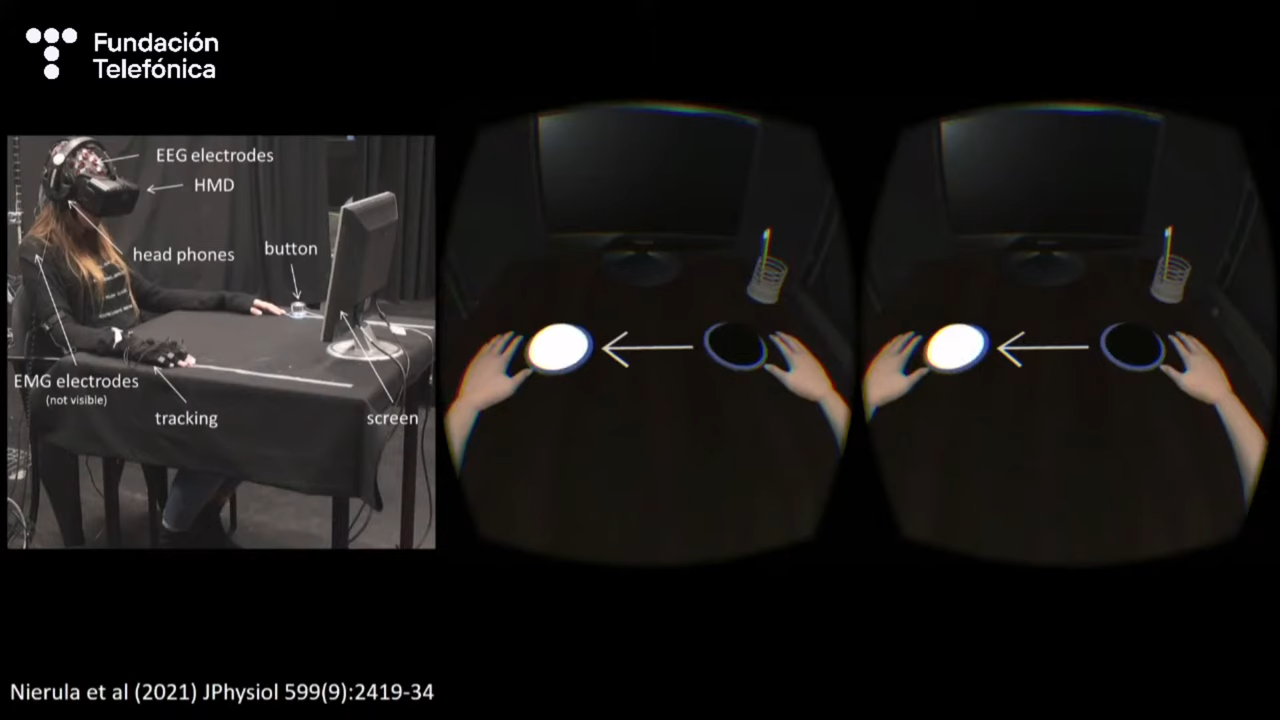 Fundación
Telefónica
EEG electrodes
HMD
head phones
button
EMG electrodes
(not visible)
tracking
screen
Nierula et al (2021) JPhysiol 599(9):2419-34